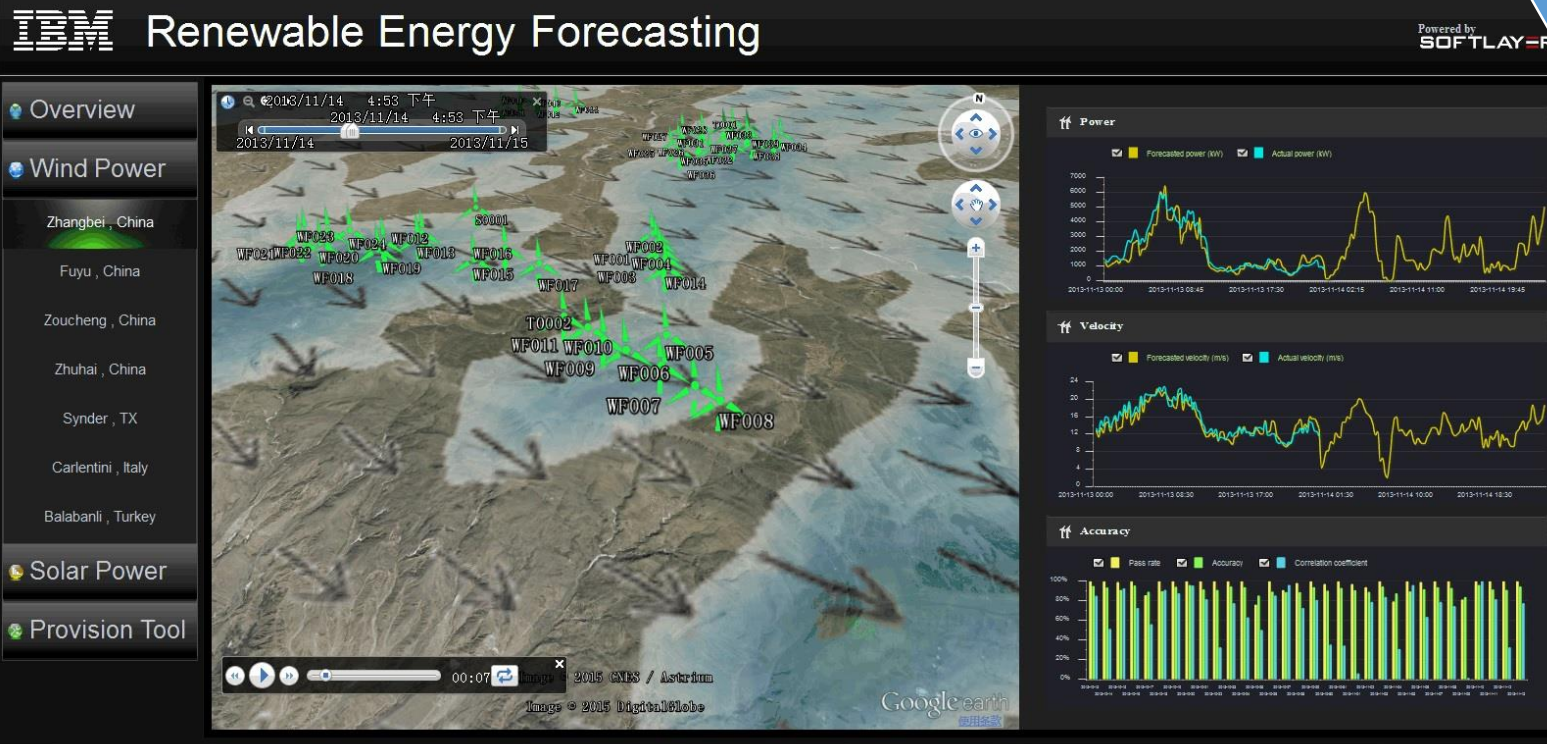 IBM Renewable Energy Forecasting
Powered by
SOFTLAYER
Overview
Wind Power
Zhangbei , China
Fuyu , China
Zoucheng , China
Zhuhai , China
Synder , TX
Carlentini , Italy
Balabanli , Turkey
Solar Power
Provision Tool
2013/11/14 4:53 下午
2013/11/14 4:53 下午
2013/11/14 2013/11/15
N
S0001
WF023 WF024 WF012
WF021 WF022 WF020 WF013 WF016
WF018 WF019 WF015
WF017
WF002
WF001 WF004
WF003 WF014
T0002
WF011 WF010 WF005
WF009 WF006
WF007
WF008
00:07
2015 CNES / Astrium
Image © 2015 DigitalGlobe
Google earth
使用条款
Power
Forecasted power (kW) Actual power (kW)
7000
6000
5000
4000
3000
2000
1000
0
2013-11-13 00:00 2013-11-13 08:45 2013-11-13 17:30 2013-11-14 02:15 2013-11-14 11:00 2013-11-14 19:45
Velocity
Forecasted velocity (m/s) Actual velocity (m/s)
24
20
16
12
8
4
0
2013-11-13 00:00 2013-11-13 08:30 2013-11-13 17:00 2013-11-14 01:30 2013-11-14 10:00 2013-11-14 18:30
Accuracy
Pass rate Accuracy Correlation coefficient
100%
80%
60%
40%
20%
0%